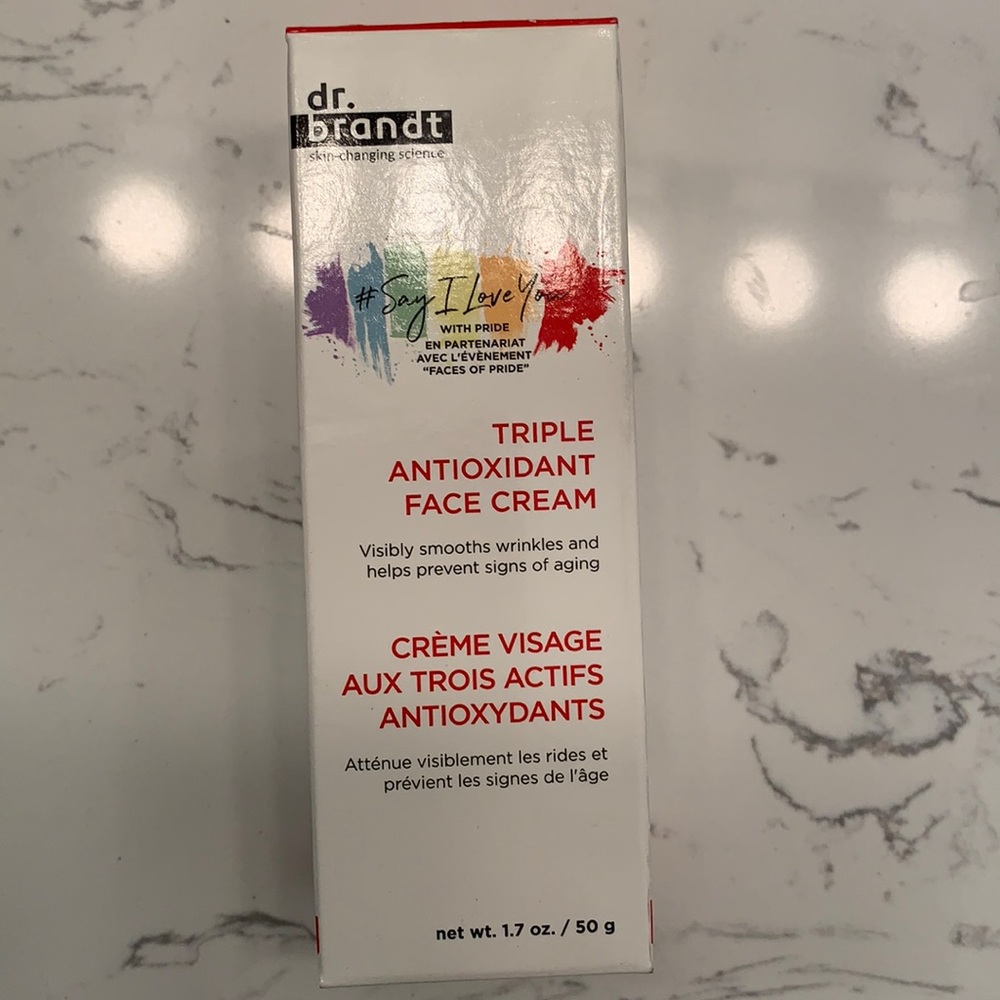 dr.
brandt
skin-changing science
#Say I Love You
WITH PRIDE
EN PARTENARIAT
AVEC L'ÉVÈNEMENT
"FACES OF PRIDE"
TRIPLE
ANTIOXIDANT
FACE CREAM
Visibly smooths wrinkles and
helps prevent signs of aging
CRÈME VISAGE
AUX TROIS ACTIFS
ANTIOXYDANTS
Atténue visiblement les rides et
prévient les signes de l'âge
net wt. 1.7 oz. / 50 g